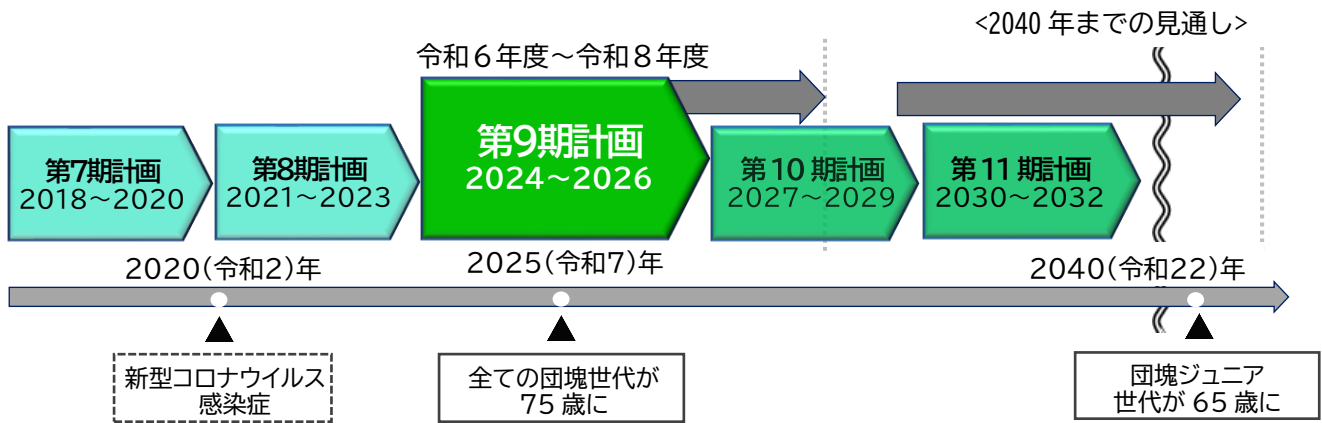 <2040 年までの見通し>
令和6年度～令和8年度
第7期計画
2018～2020
第8期計画
2021～2023
第9期計画
2024～2026
第10 期計画
2027～2029
第11 期計画
2030～2032
2020(令和2)年
2025(令和7)年
2040(令和22)年
新型コロナウイルス
感染症
全ての団塊世代が
75 歳に
団塊ジュニア
世代が 65 歳に